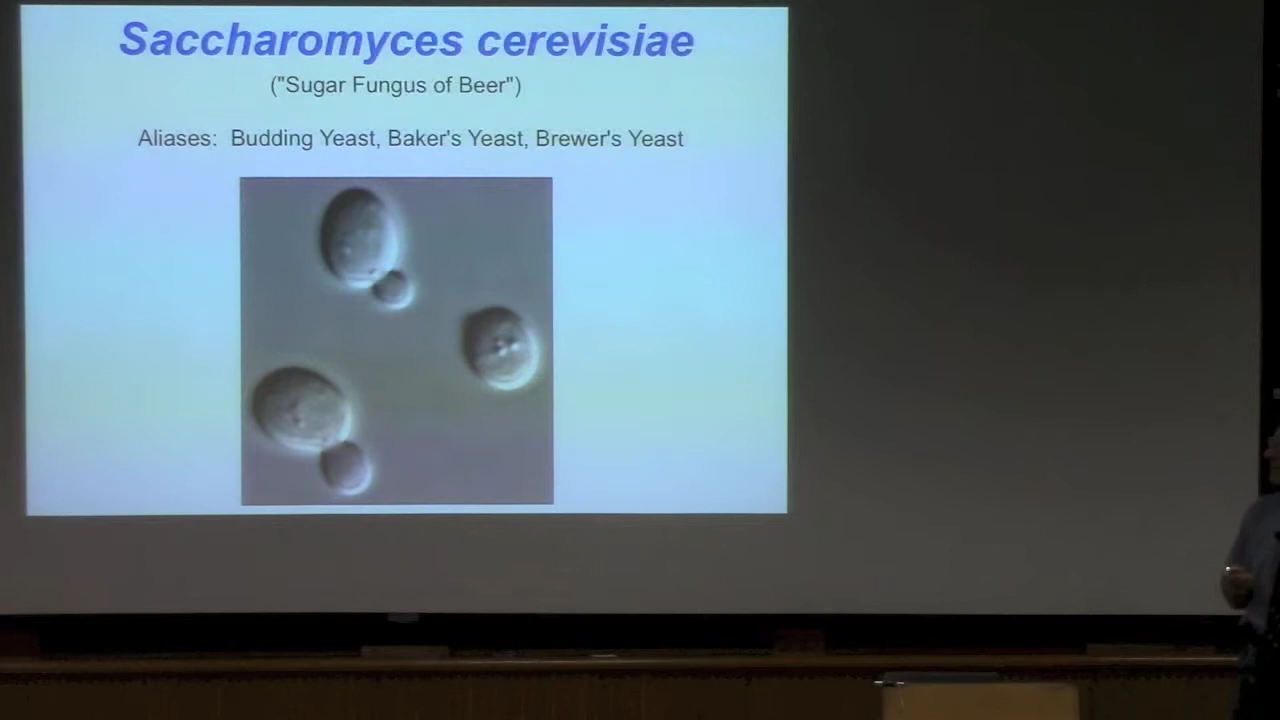 Saccharomyces cerevisiae
("Sugar Fungus of Beer")
Aliases: Budding Yeast, Baker's Yeast, Brewer's Yeast